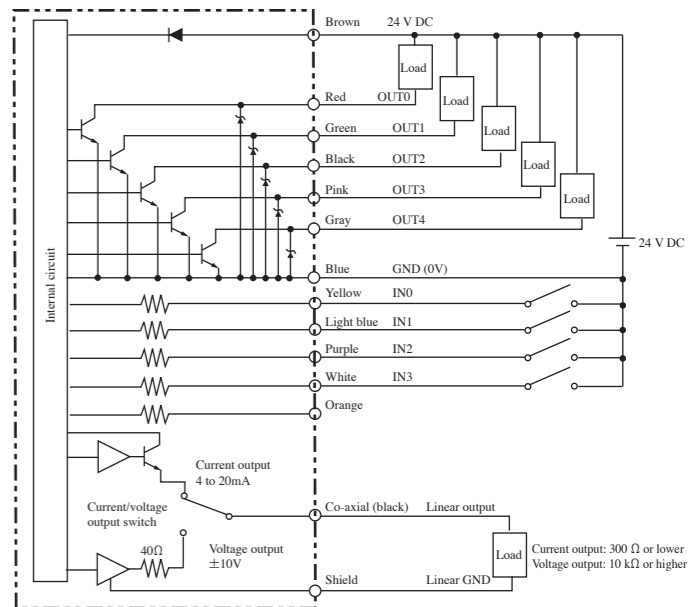 Brown 24 V DC
Load
Load
Red OUT0
Load
Green OUT1
Load
Black OUT2
Load
Pink OUT3
Gray OUT4
24 V DC
Blue GND (0V)
Internal circuit
Yellow IN0
Light blue IN1
Purple IN2
White IN3
Orange
Current output
4 to 20mA
Current/voltage
output switch
Co-axial (black) Linear output
40Ω
Voltage output
±10V
Load
Current output: 300 Ω or lower
Voltage output: 10 kΩ or higher
Shield Linear GND